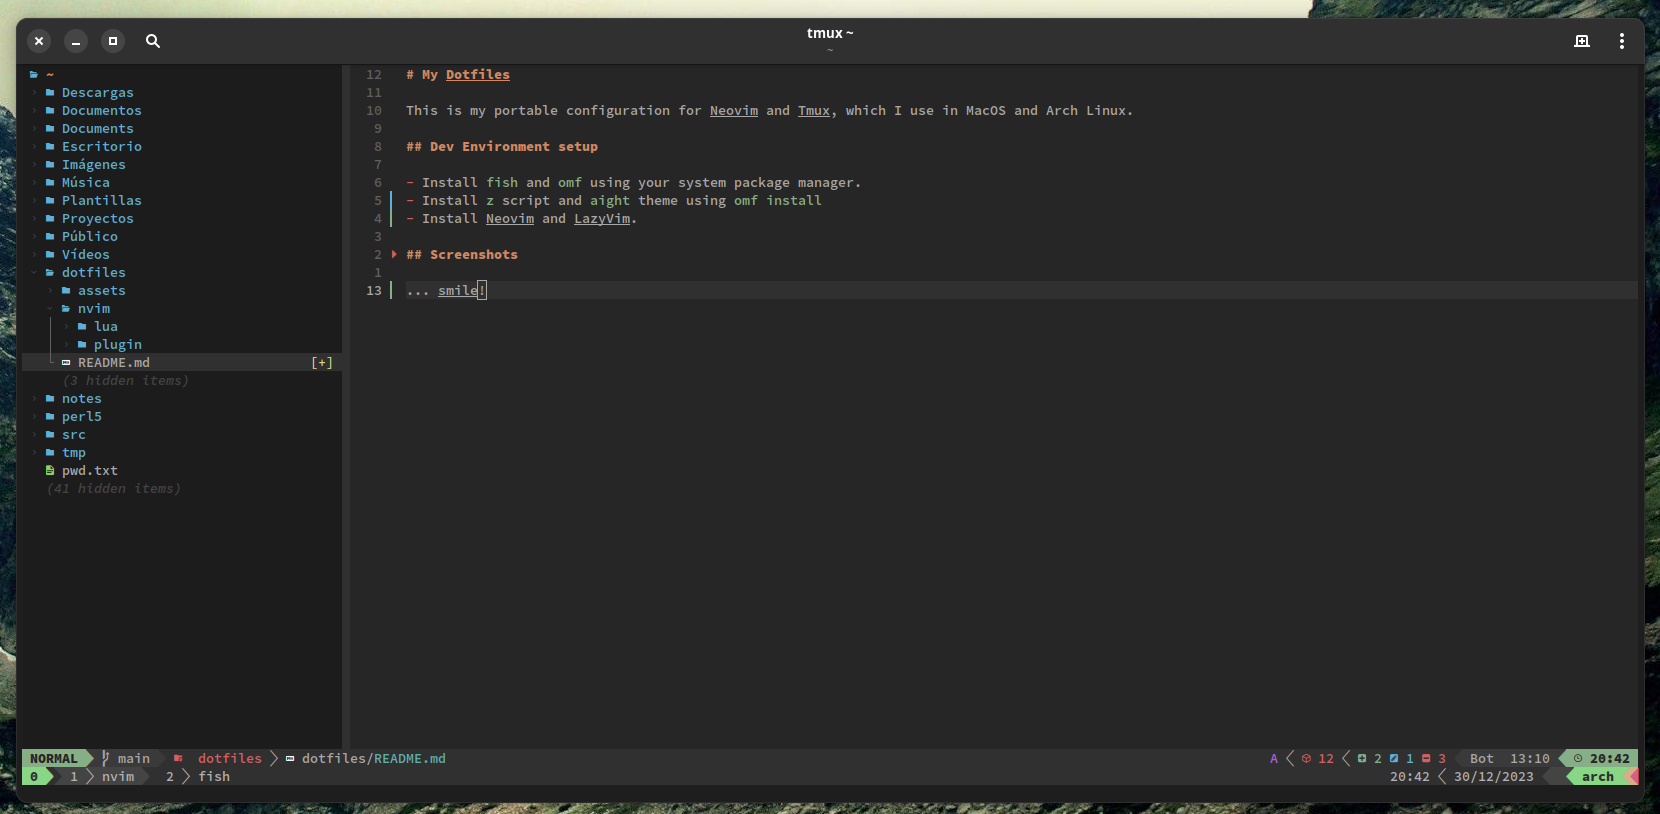 tmux ~
~
~
Descargas
Documentos
Documents
Escritorio
Imágenes
Música
Plantillas
Proyectos
Público
Vídeos
dotfiles
assets
nvim
lua
plugin
README.md [+]
(3 hidden items)
notes
perl5
src
tmp
pwd.txt
(41 hidden items)
12 # My Dotfiles
11
10 This is my portable configuration for Neovim and Tmux, which I use in MacOS and Arch Linux.
9
8 ## Dev Environment setup
7
6 - Install fish and omf using your system package manager.
5 - Install z script and aight theme using omf install
4 - Install Neovim and LazyVim.
3
2 ## Screenshots
1
13 ... smile!
NORMAL main dotfiles dotfiles/README.md A 12 2 1 3 Bot 13:10 20:42
0 1 nvim 2 fish 20:42 30/12/2023 arch